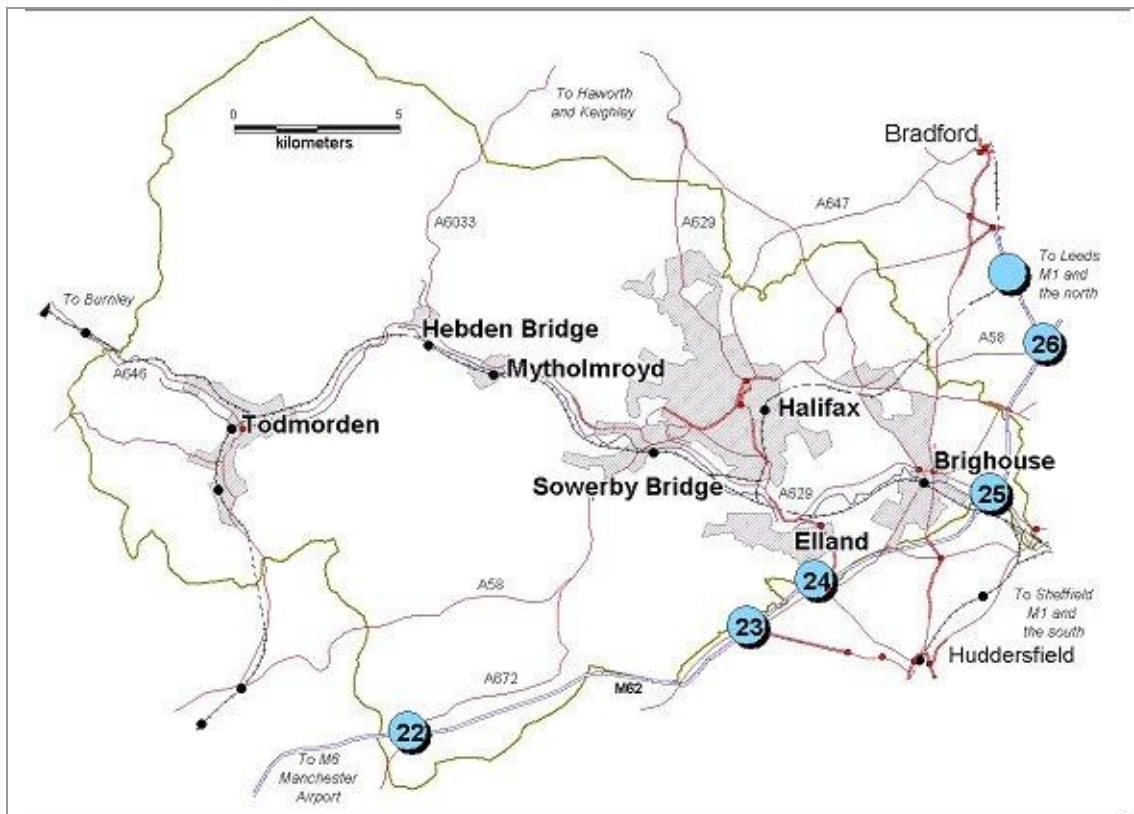 To Haworth
and Keighley
0
5
kilometers
Bradford
A6033
A629
A647
To Leeds
M1 and
the north
To Burnley
Hebden Bridge
A58
26
A646
Mytholmroyd
Todmorden
Halifax
Brighouse
Sowerby Bridge
A629
25
Elland
24
A58
To Sheffield
M1 and
the south
23
Huddersfield
A672
M62
22
To M6
Manchester
Airport